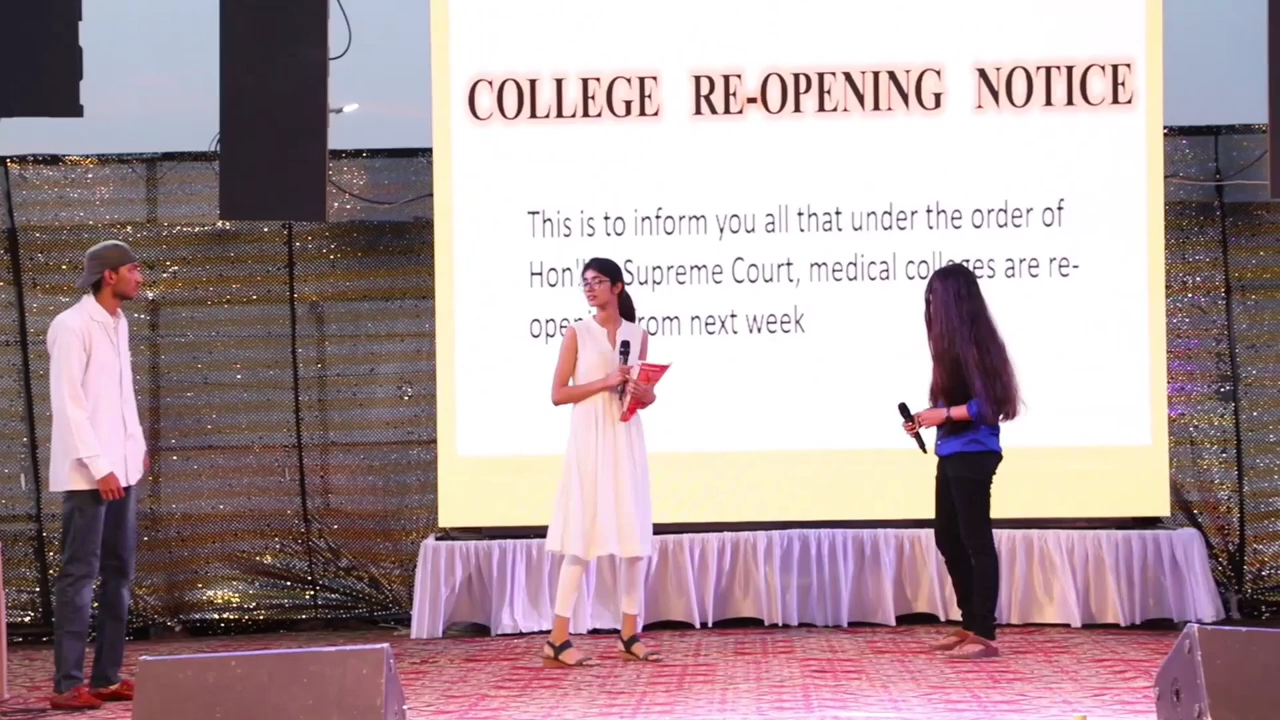 COLLEGE RE-OPENING NOTICE
This is to inform you all that under the order of
Supreme Court, medical colleges are re-
from next week